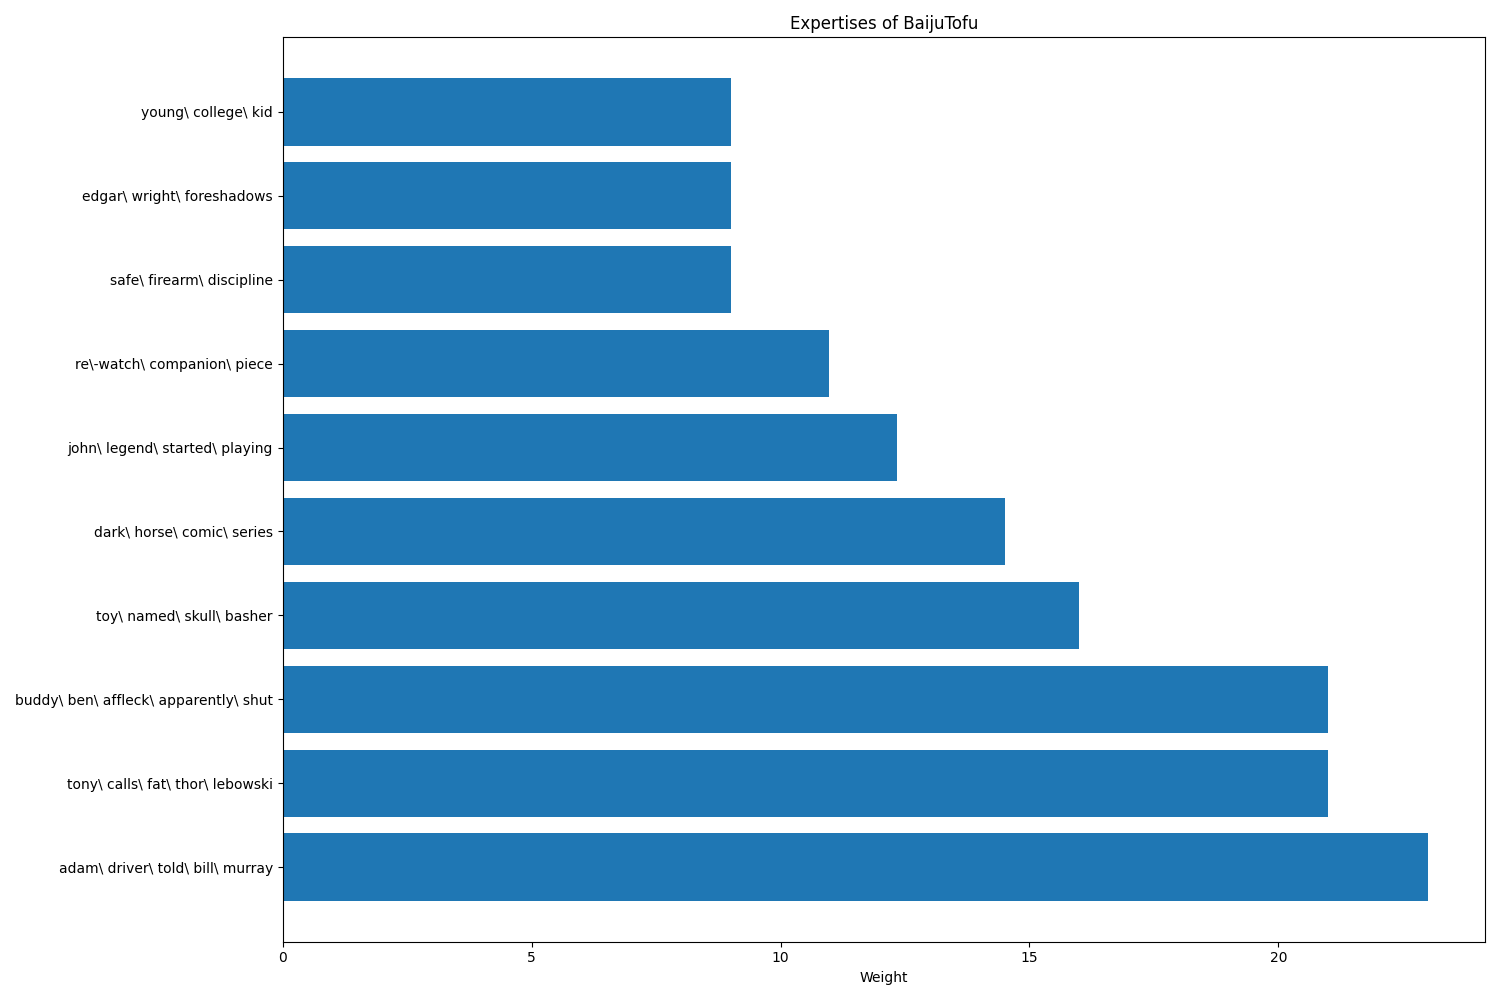 Expertises of BaijuTofu
young\ college\ kid
edgar\ wright\ foreshadows
safe\ firearm\ discipline
re\-watch\ companion\ piece
john\ legend\ started\ playing
dark\ horse\ comic\ series
toy\ named\ skull\ basher
buddy\ ben\ affleck\ apparently\ shut
tony\ calls\ fat\ thor\ lebowski
adam\ driver\ told\ bill\ murray
0 5 10 15 20
Weight